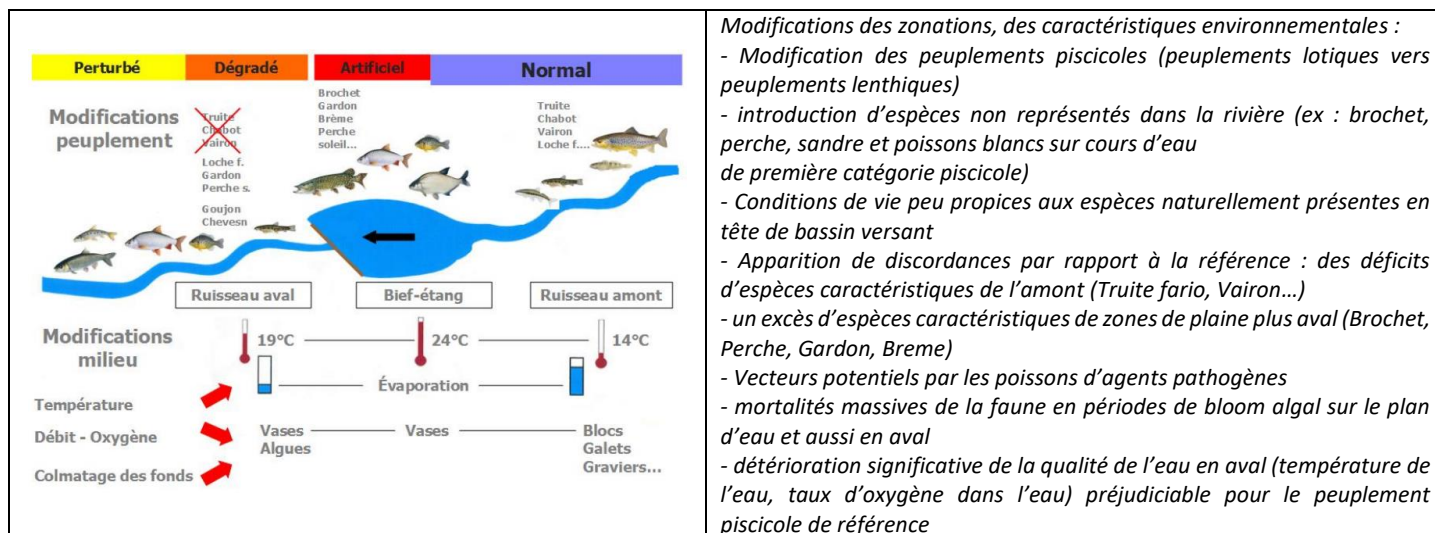 Perturbé
Dégradé
Artificiel
Normal
Modifications
peuplement
Truite
Chabot
Vairon
Loche f.
Gardon
Perche s.
Goujon
Chevesn
Brochet
Gardon
Brème
Perche
soleil...
Truite
Chabot
Vairon
Loche f....
Ruisseau aval
Bief-étang
Ruisseau amont
Modifications
milieu
19°C
24°C
14°C
Évaporation
Température
Débit - Oxygène
Colmatage des fonds
Vases
Algues
Vases
Blocs
Galets
Graviers...
Modifications des zonations, des caractéristiques environnementales :
- Modification des peuplements piscicoles (peuplements lotiques vers
peuplements lenthiques)
- introduction d’espèces non représentés dans la rivière (ex : brochet,
perche, sandre et poissons blancs sur cours d’eau
de première catégorie piscicole)
- Conditions de vie peu propices aux espèces naturellement présentes en
tête de bassin versant
- Apparition de discordances par rapport à la référence : des déficits
d’espèces caractéristiques de l’amont (Truite fario, Vairon…)
- un excès d’espèces caractéristiques de zones de plaine plus aval (Brochet,
Perche, Gardon, Breme)
- Vecteurs potentiels par les poissons d’agents pathogènes
- mortalités massives de la faune en périodes de bloom algal sur le plan
d’eau et aussi en aval
- détérioration significative de la qualité de l’eau en aval (température de
l’eau, taux d’oxygène dans l’eau) préjudiciable pour le peuplement
piscicole de référence